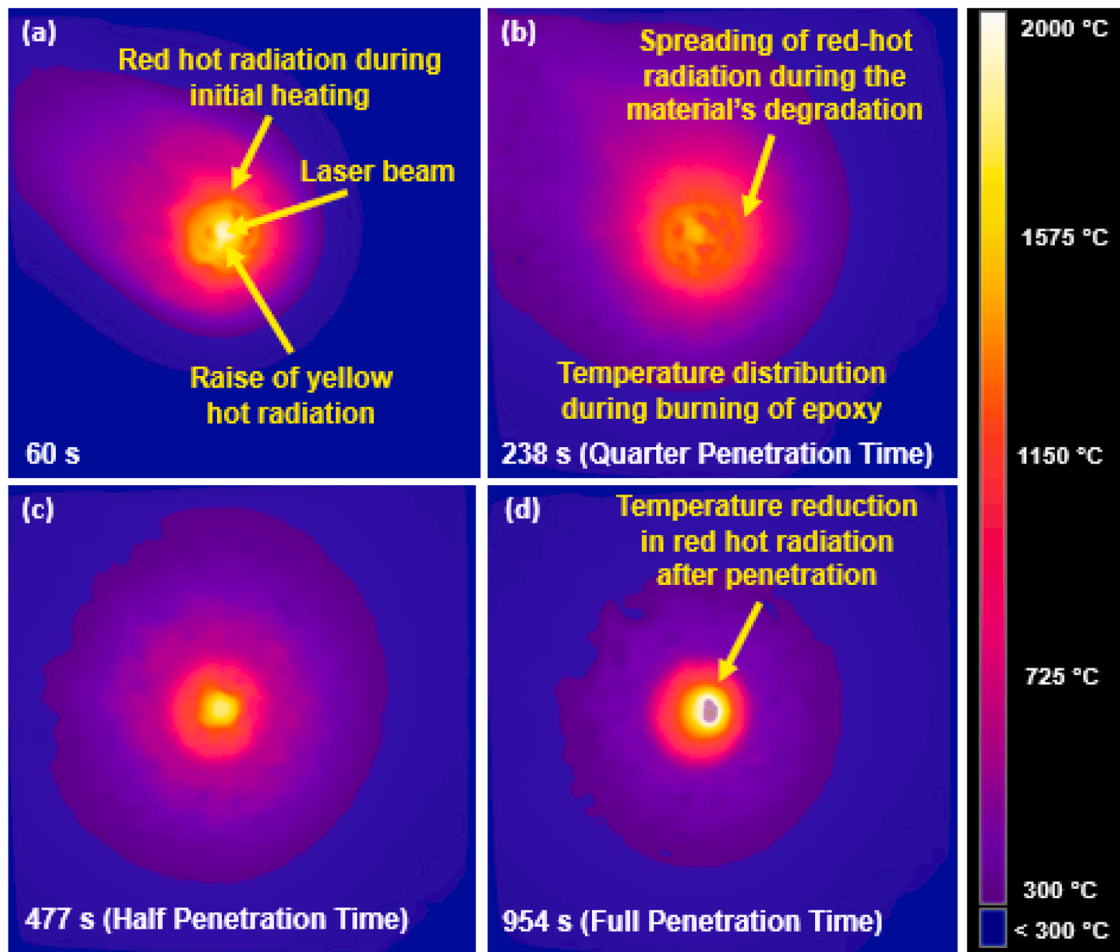 (a)
Red hot radiation during
initial heating
Laser beam
Raise of yellow
hot radiation
60 s
(b)
Spreading of red-hot
radiation during the
material's degradation
Temperature distribution
during burning of epoxy
238 s (Quarter Penetration Time)
(c)
477 s (Half Penetration Time)
(d)
Temperature reduction
in red hot radiation
after penetration
954 s (Full Penetration Time)
2000 °C
1575 °C
1150 °C
725 °C
300 °C
< 300 °C